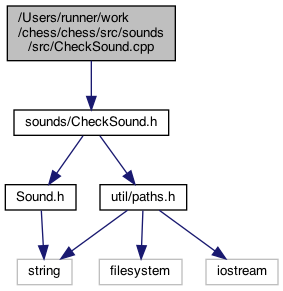 /Users/runner/work
/chess/chess/src/sounds
/src/CheckSound.cpp
sounds/CheckSound.h
Sound.h
util/paths.h
string
filesystem
iostream